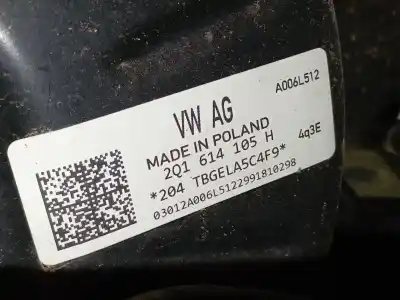 A006L512
VW AG
MADE IN POLAND
2Q1 614 105 H
4q3E
*204 TBGELA5C4F9*
03012A006L5122991810298